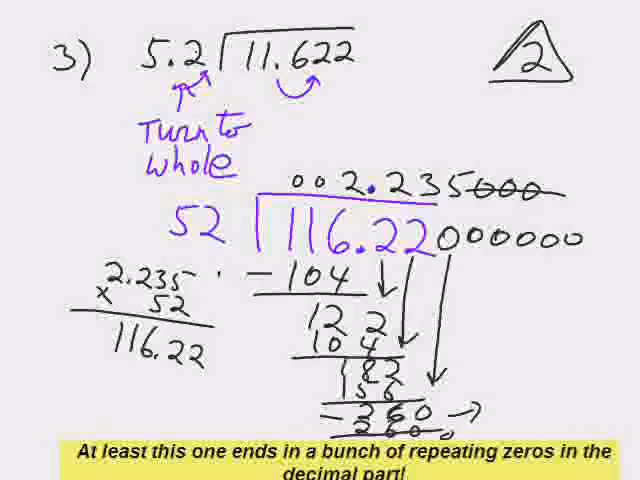 3) 5.2 11.622 2
Turn to
whole
002.235000
52 116.22000000
2.235 - 104
x 52 122
116.22 104
182
156
- 260
260 0
At least this one ends in a bunch of repeating zeros in the
decimal part!